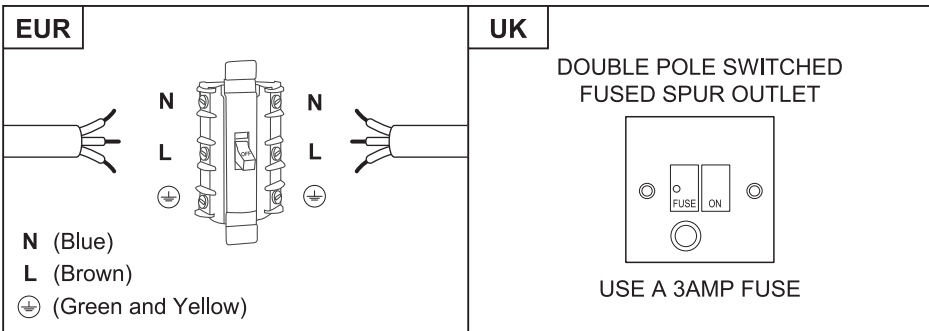 EUR
N N
OFF
L L
N (Blue)
L (Brown)
(Green and Yellow)
UK
DOUBLE POLE SWITCHED
FUSED SPUR OUTLET
FUSE ON
USE A 3AMP FUSE